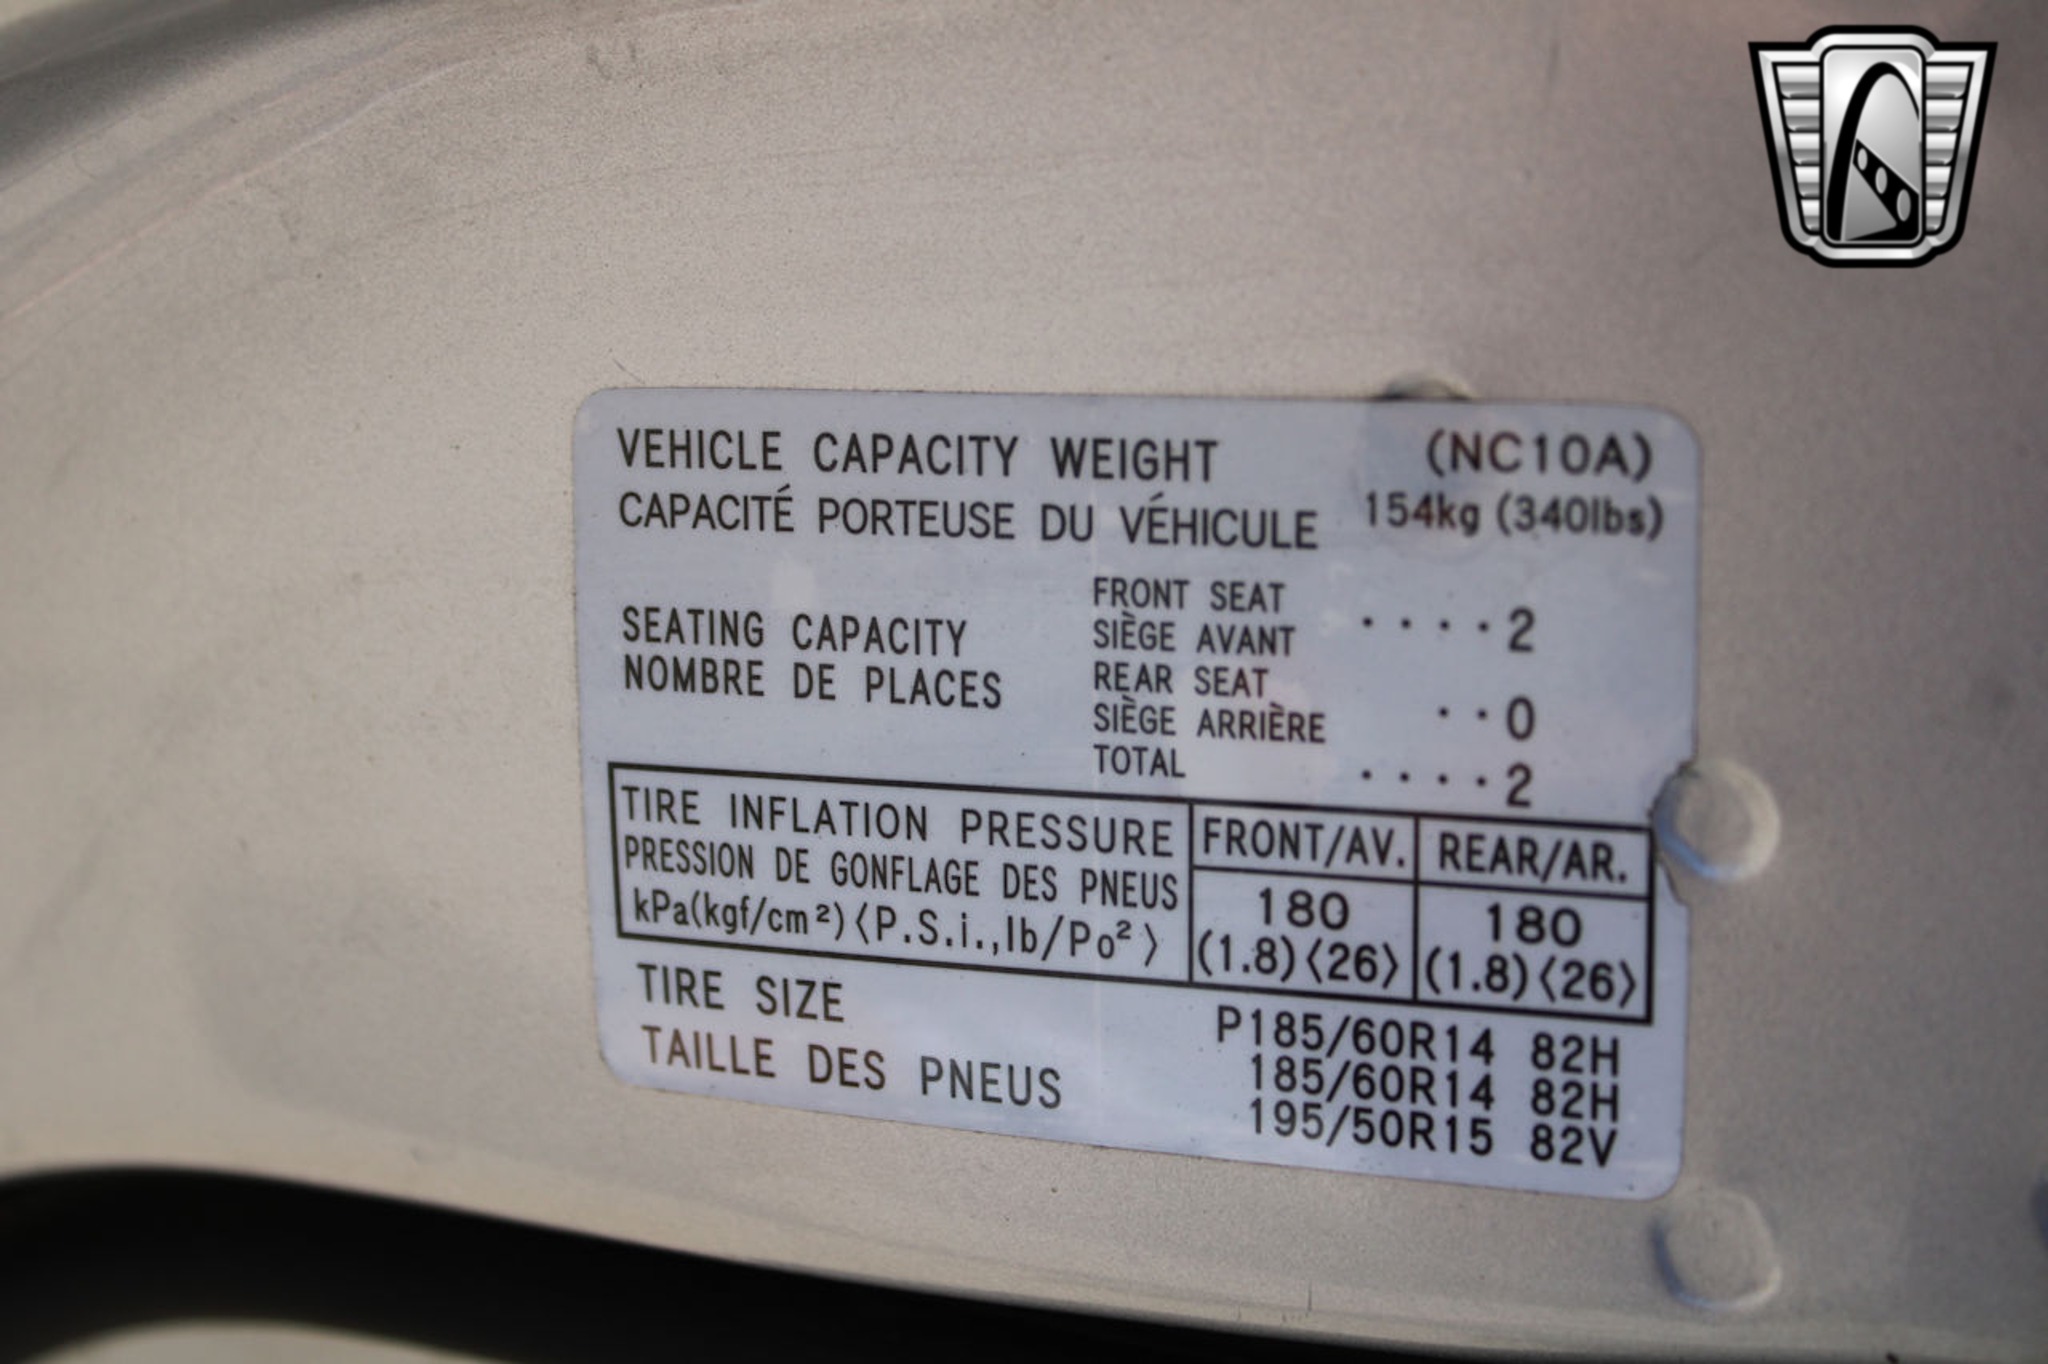 VEHICLE CAPACITY WEIGHT (NC10A)
CAPACITÉ PORTEUSE DU VÉHICULE 154kg (340lbs)
SEATING CAPACITY
NOMBRE DE PLACES
FRONT SEAT
SIÈGE AVANT ････2
REAR SEAT
SIÈGE ARRIÈRE ･･0
TOTAL ････2
TIRE INFLATION PRESSURE
PRESSION DE GONFLAGE DES PNEUS
kPa(kgf/cm²)〈P.S.i.,lb/Po²〉
FRONT/AV. REAR/AR.
180 180
(1.8)〈26〉 (1.8)〈26〉
TIRE SIZE
TAILLE DES PNEUS
P185/60R14 82H
185/60R14 82H
195/50R15 82V